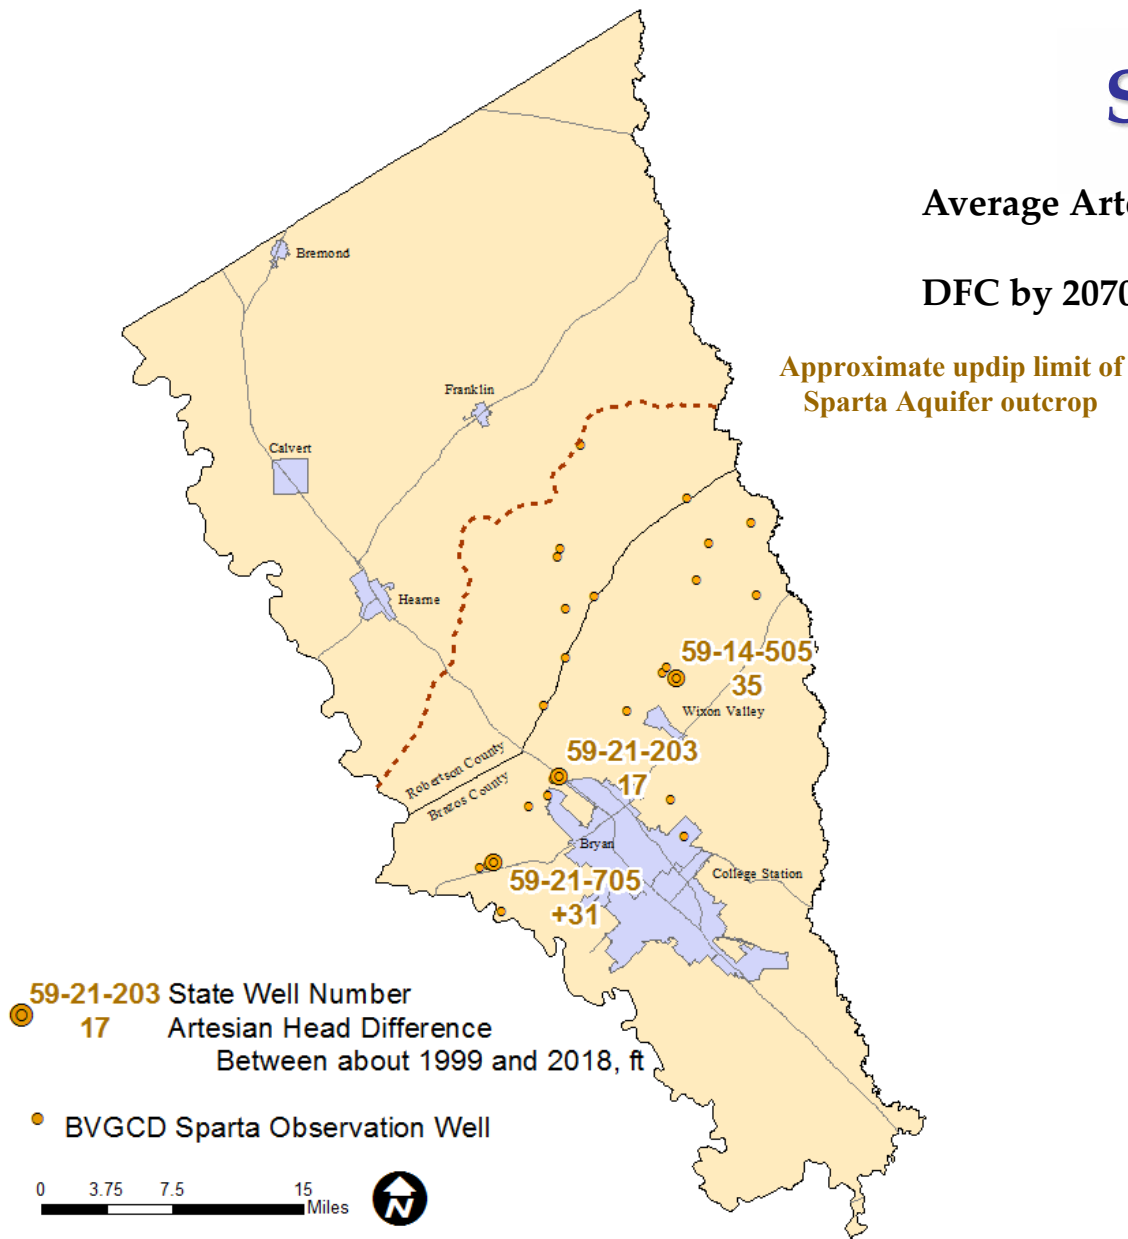 S
Average Arte
DFC by 2070
Approximate updip limit of
Sparta Aquifer outcrop
Bremond
Franklin
Calvert
Hearne
59-14-505
35
Wixon Valley
59-21-203
17
Robertson County
Brazos County
Bryan
College Station
59-21-705
+31
59-21-203 State Well Number
17 Artesian Head Difference
Between about 1999 and 2018, ft
BVGCD Sparta Observation Well
0 3.75 7.5 15
Miles
N